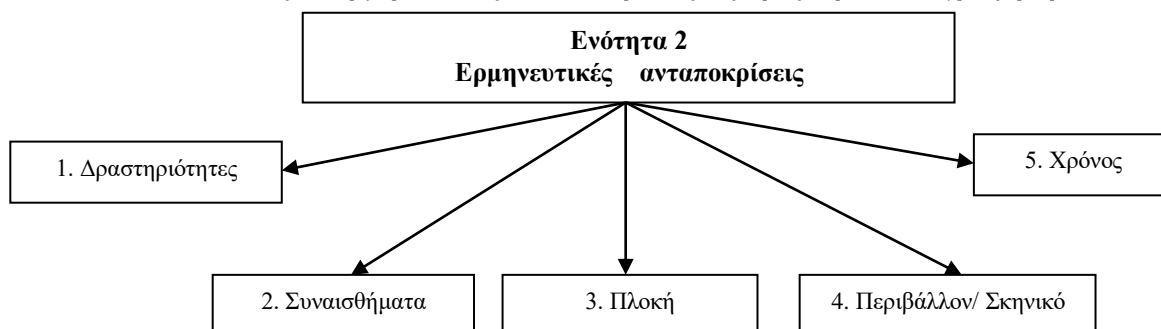 Ενότητα 2
Ερμηνευτικές ανταποκρίσεις
1. Δραστηριότητες
5. Χρόνος
2. Συναισθήματα
3. Πλοκή
4. Περιβάλλον/ Σκηνικό